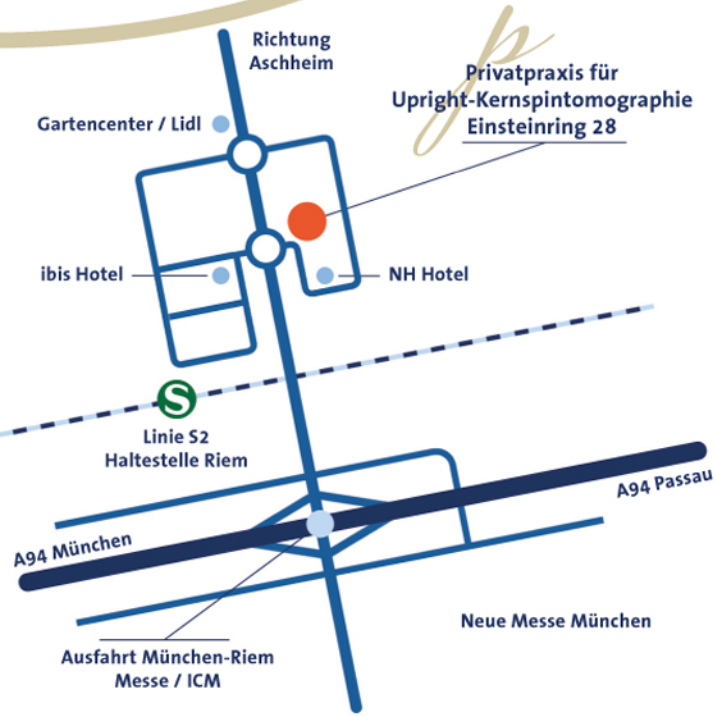 Richtung
Aschheim
Privatpraxis für
Upright-Kernspintomographie
Einsteinring 28
Gartencenter / Lidl
ibis Hotel
NH Hotel
S
Linie S2
Haltestelle Riem
A94 Passau
A94 München
Neue Messe München
Ausfahrt München-Riem
Messe / ICM